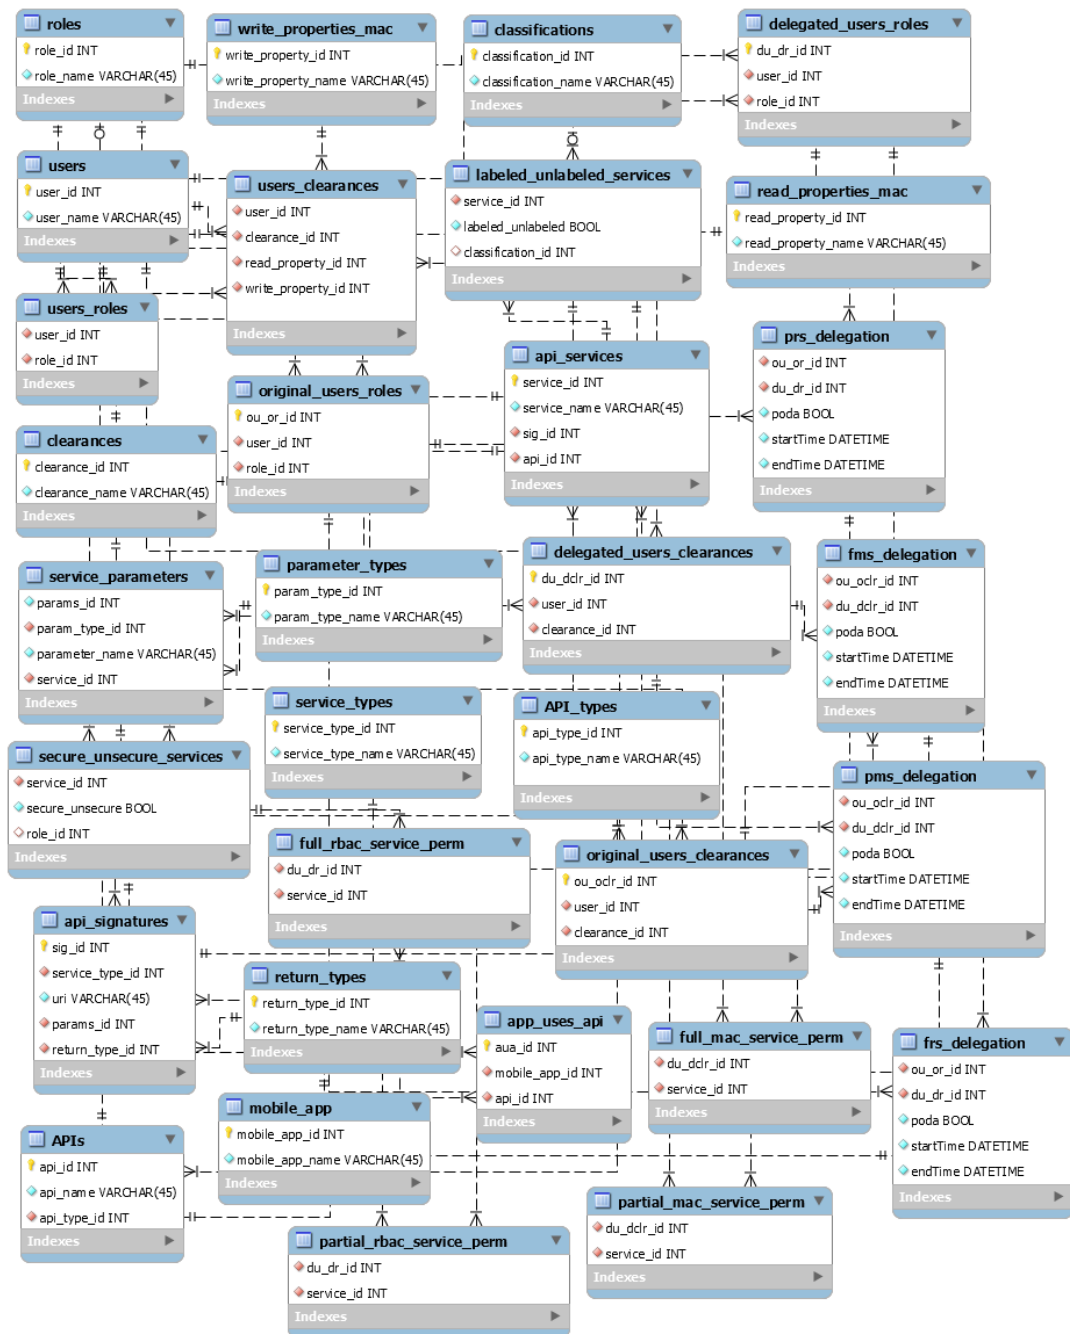 roles
role_id INT
role_name VARCHAR(45)
Indexes
write_properties_mac
write_property_id INT
write_property_name VARCHAR(45)
Indexes
classifications
classification_id INT
classification_name VARCHAR(45)
Indexes
delegated_users_roles
du_dr_id INT
user_id INT
role_id INT
Indexes
users
user_id INT
user_name VARCHAR(45)
Indexes
users_clearances
user_id INT
clearance_id INT
read_property_id INT
write_property_id INT
Indexes
labeled_unlabeled_services
service_id INT
labeled_unlabeled BOOL
classification_id INT
Indexes
read_properties_mac
read_property_id INT
read_property_name VARCHAR(45)
Indexes
users_roles
user_id INT
role_id INT
Indexes
original_users_roles
ou_or_id INT
user_id INT
role_id INT
Indexes
api_services
service_id INT
service_name VARCHAR(45)
sig_id INT
api_id INT
Indexes
prs_delegation
ou_or_id INT
du_dr_id INT
poda BOOL
startTime DATETIME
endTime DATETIME
Indexes
clearances
clearance_id INT
clearance_name VARCHAR(45)
Indexes
service_parameters
params_id INT
param_type_id INT
parameter_name VARCHAR(45)
service_id INT
Indexes
parameter_types
param_type_id INT
param_type_name VARCHAR(45)
Indexes
delegated_users_clearances
du_dclr_id INT
user_id INT
clearance_id INT
Indexes
fms_delegation
ou_oclr_id INT
du_dclr_id INT
poda BOOL
startTime DATETIME
endTime DATETIME
Indexes
service_types
service_type_id INT
service_type_name VARCHAR(45)
Indexes
API_types
api_type_id INT
api_type_name VARCHAR(45)
Indexes
secure_unsecure_services
service_id INT
secure_unsecure BOOL
role_id INT
Indexes
pms_delegation
ou_oclr_id INT
du_dclr_id INT
poda BOOL
startTime DATETIME
endTime DATETIME
Indexes
full_rbac_service_perm
du_dr_id INT
service_id INT
Indexes
original_users_clearances
ou_oclr_id INT
user_id INT
clearance_id INT
Indexes
api_signatures
sig_id INT
service_type_id INT
uri VARCHAR(45)
params_id INT
return_type_id INT
Indexes
return_types
return_type_id INT
return_type_name VARCHAR(45)
Indexes
app_uses_api
aua_id INT
mobile_app_id INT
api_id INT
Indexes
full_mac_service_perm
du_dclr_id INT
service_id INT
Indexes
frs_delegation
ou_or_id INT
du_dr_id INT
poda BOOL
startTime DATETIME
endTime DATETIME
Indexes
mobile_app
mobile_app_id INT
mobile_app_name VARCHAR(45)
Indexes
APIs
api_id INT
api_name VARCHAR(45)
api_type_id INT
Indexes
partial_mac_service_perm
du_dclr_id INT
service_id INT
Indexes
partial_rbac_service_perm
du_dr_id INT
service_id INT
Indexes